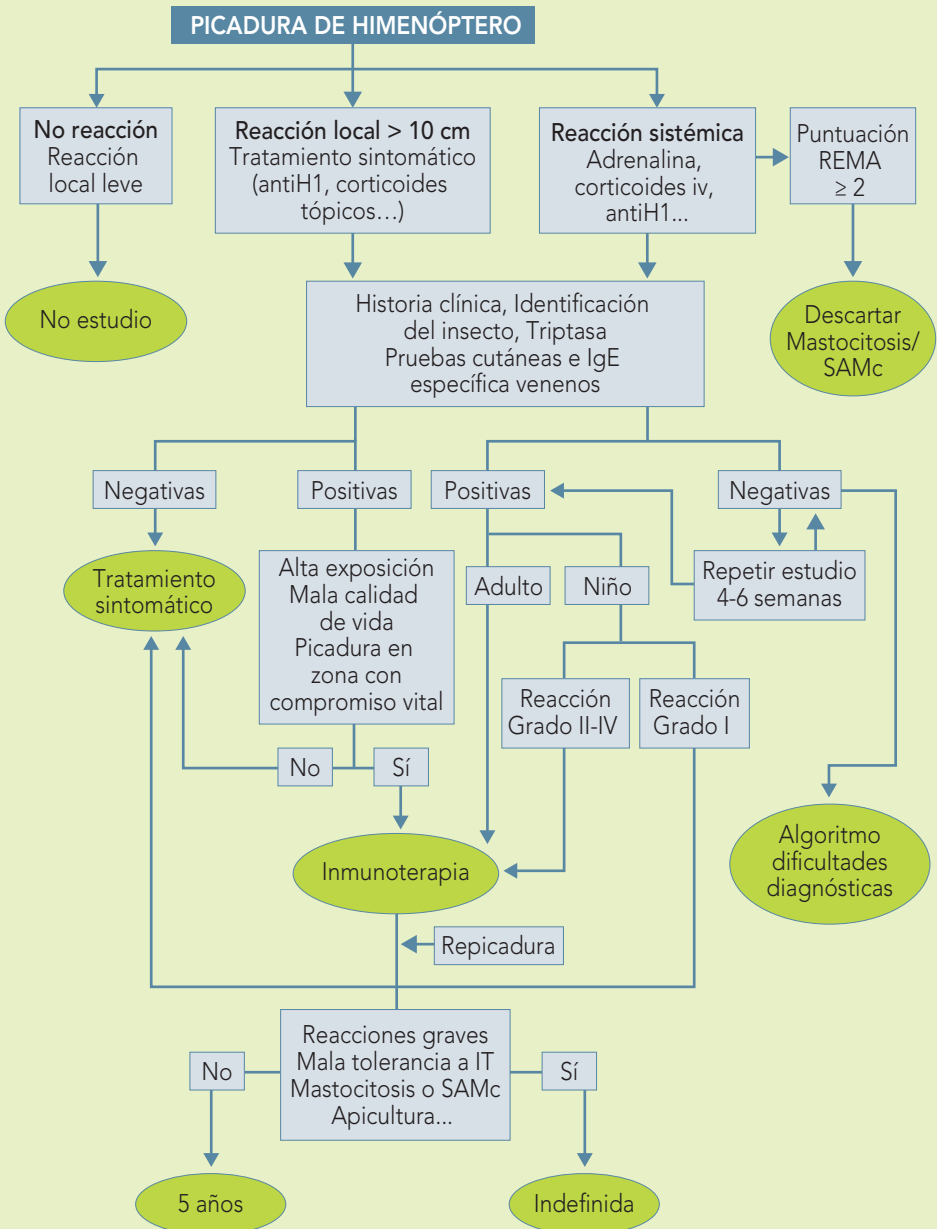 PICADURA DE HIMENÓPTERO
No reacción
Reacción
local leve
Reacción local > 10 cm
Tratamiento sintomático
(antiH1, corticoides
tópicos…)
Reacción sistémica
Adrenalina,
corticoides iv,
antiH1...
Puntuación
REMA
≥ 2
No estudio
Historia clínica, Identificación
del insecto, Triptasa
Pruebas cutáneas e IgE
específica venenos
Descartar
Mastocitosis/
SAMc
Negativas
Positivas
Positivas
Negativas
Tratamiento
sintomático
Alta exposición
Mala calidad
de vida
Picadura en
zona con
compromiso vital
Adulto
Niño
Repetir estudio
4-6 semanas
Reacción
Grado II-IV
Reacción
Grado I
No
Sí
Inmunoterapia
Algoritmo
dificultades
diagnósticas
Repicadura
Reacciones graves
Mala tolerancia a IT
Mastocitosis o SAMc
Apicultura...
No
Sí
5 años
Indefinida